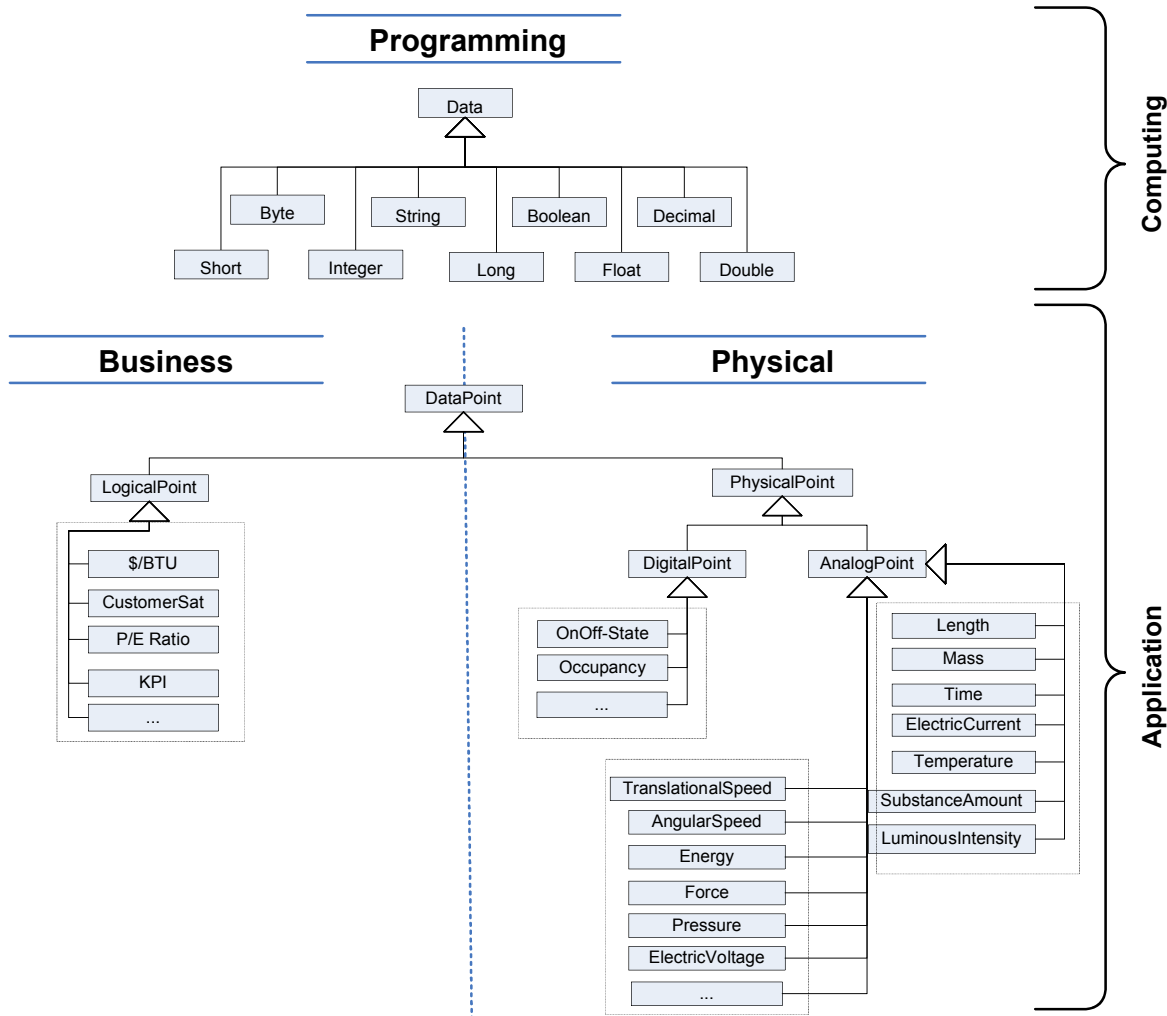 Programming
Computing
Data
Byte
String
Boolean
Decimal
Short
Integer
Long
Float
Double
Business
Physical
Application
DataPoint
LogicalPoint
PhysicalPoint
$/BTU
CustomerSat
P/E Ratio
KPI
...
DigitalPoint
AnalogPoint
OnOff-State
Occupancy
...
Length
Mass
Time
ElectricCurrent
Temperature
SubstanceAmount
LuminousIntensity
TranslationalSpeed
AngularSpeed
Energy
Force
Pressure
ElectricVoltage
...